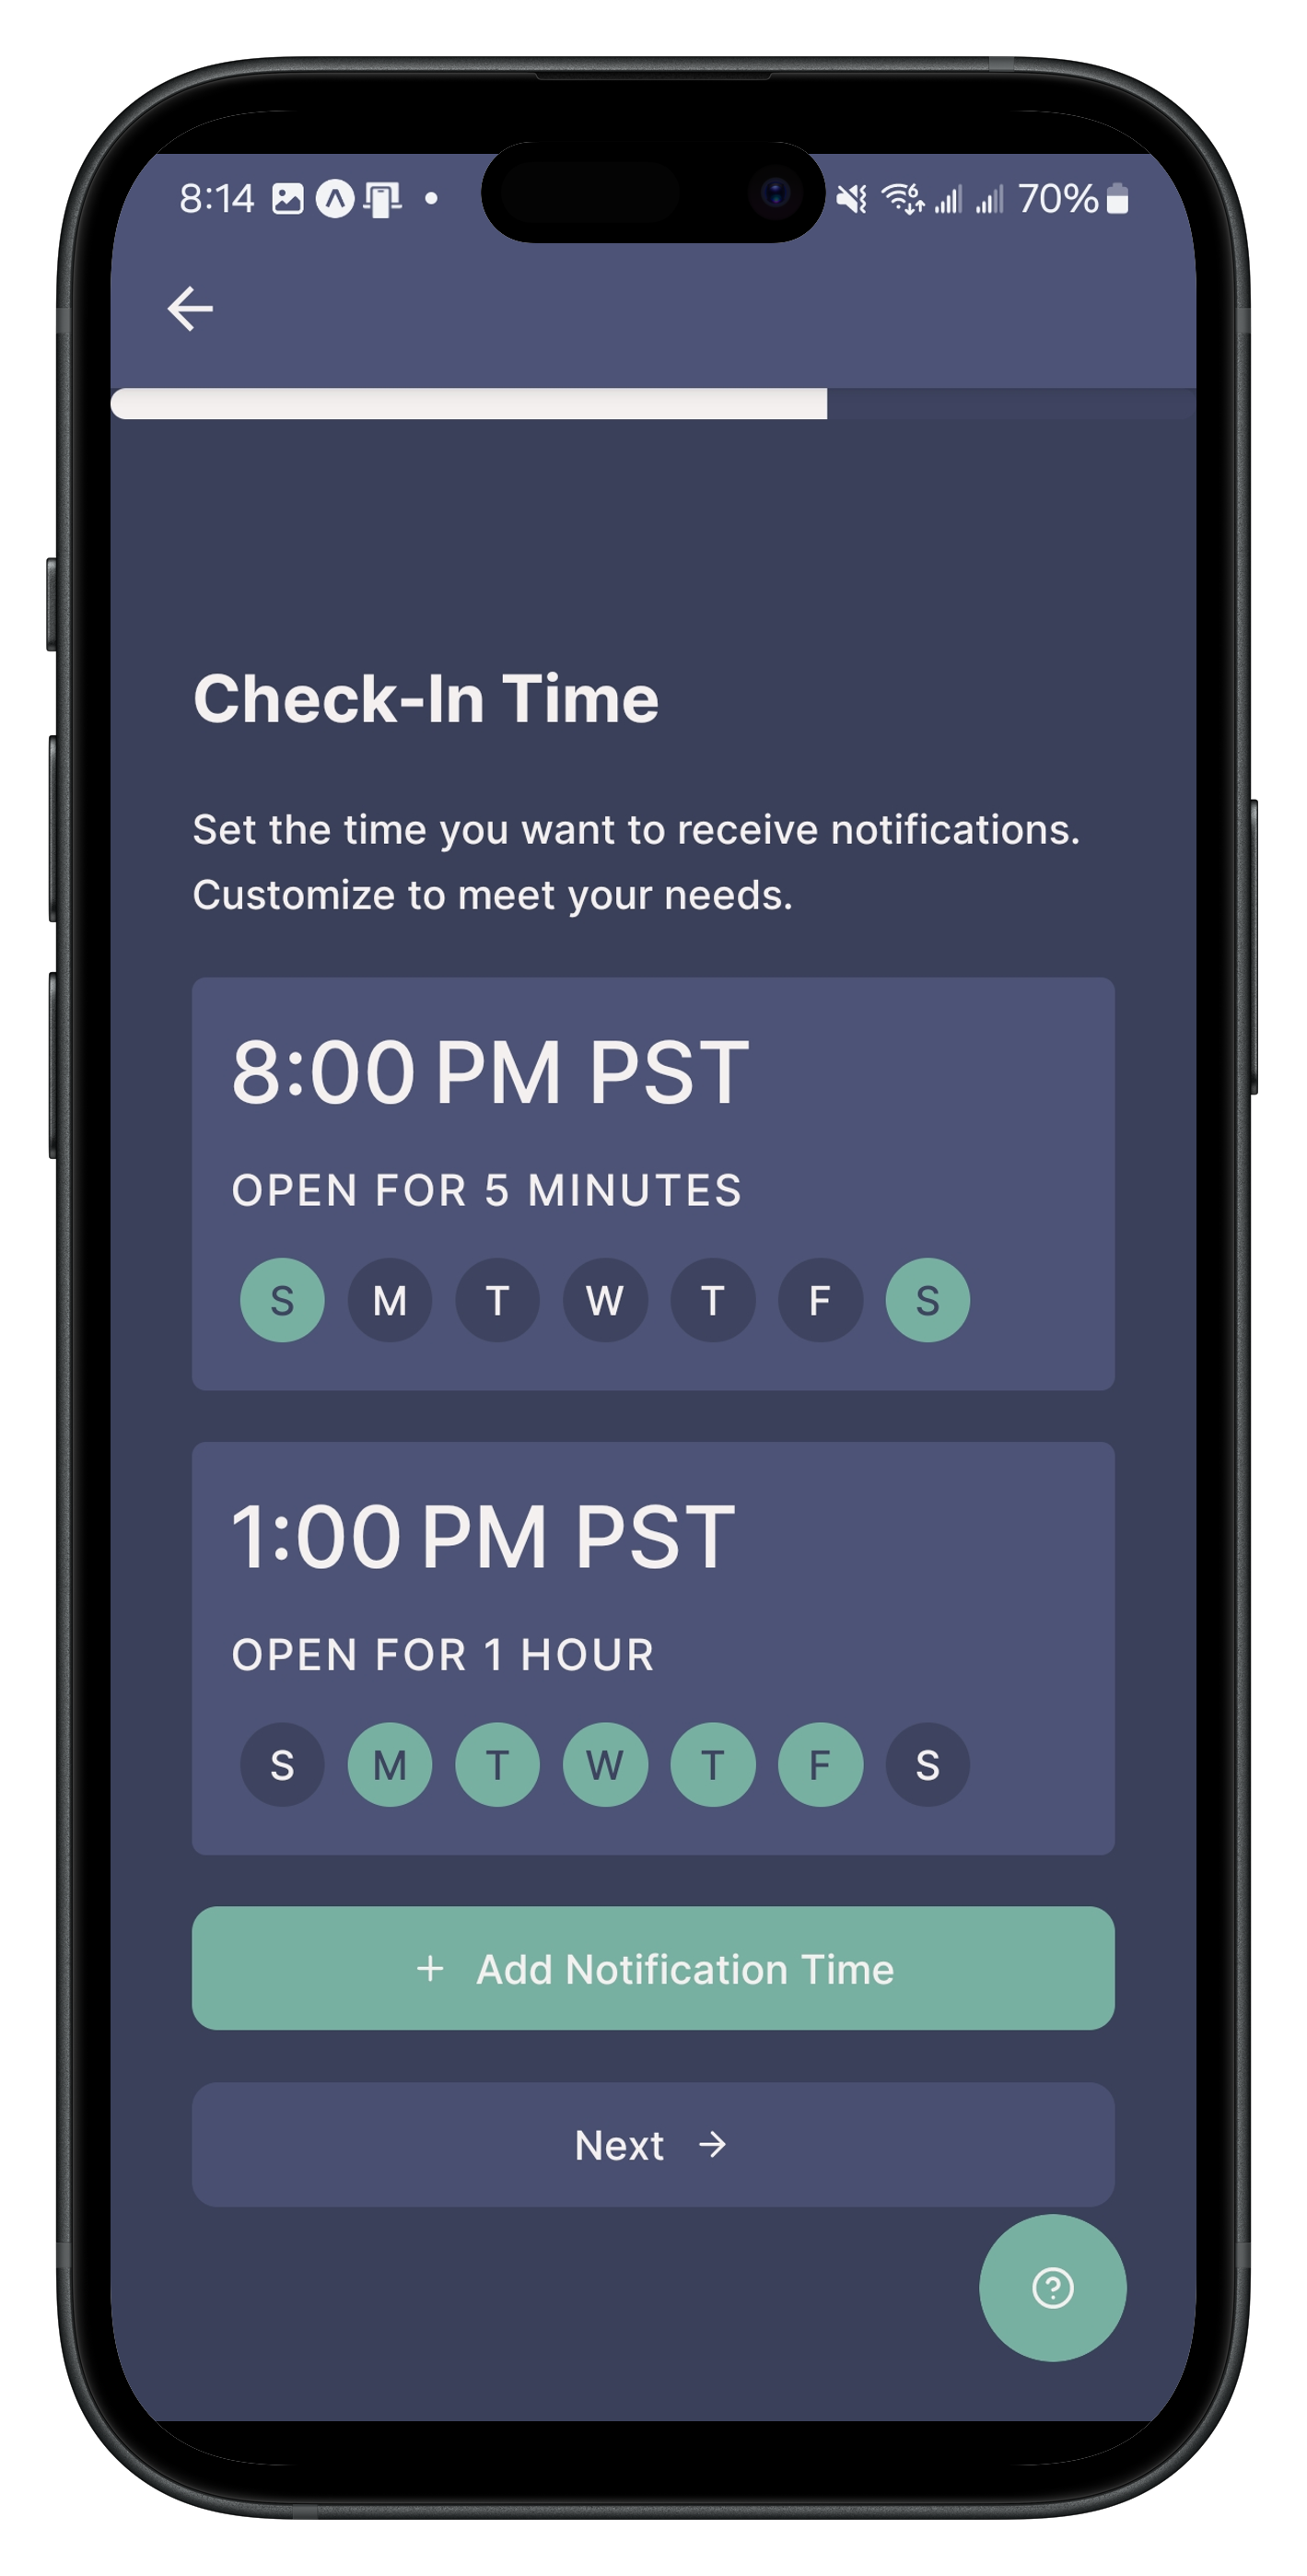 8:14 70%
Check-In Time
Set the time you want to receive notifications.
Customize to meet your needs.
8:00 PM PST
OPEN FOR 5 MINUTES
S M T W T F S
1:00 PM PST
OPEN FOR 1 HOUR
S M T W T F S
+ Add Notification Time
Next →
?